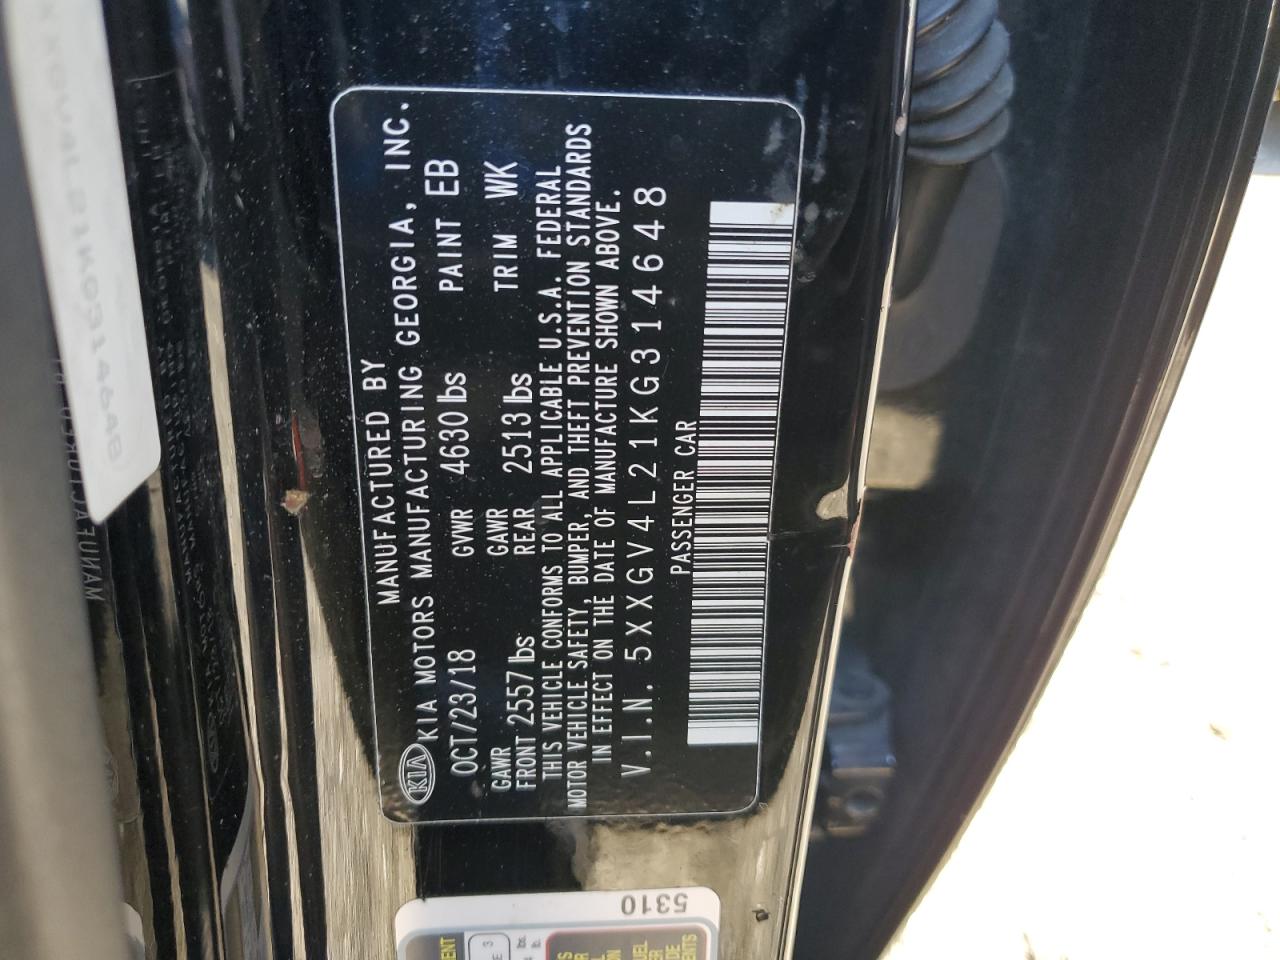 MANUFACTURED BY
KIA KIA MOTORS MANUFACTURING GEORGIA, INC.
OCT/23/18 GVWR 4630 lbs PAINT EB
GAWR FRONT 2557 lbs GAWR REAR 2513 lbs TRIM WK
THIS VEHICLE CONFORMS TO ALL APPLICABLE U.S.A. FEDERAL
MOTOR VEHICLE SAFETY, BUMPER, AND THEFT PREVENTION STANDARDS
IN EFFECT ON THE DATE OF MANUFACTURE SHOWN ABOVE.
V.I.N. 5XXGV4L21KG314648
PASSENGER CAR
5310